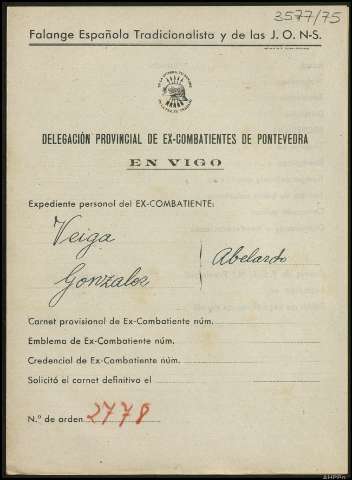 3577/75
Falange Española Tradicionalista y de las J. O. N-S.
DELEGACIÓN PROVINCIAL DE EX-COMBATIENTES DE PONTEVEDRA
EN VIGO
Expediente personal del EX-COMBATIENTE:
Veiga
Abelardo
Gonzalez
Carnet provisional de Ex-Combatiente núm.
Emblema de Ex-Combatiente núm.
Credencial de Ex-Combatiente núm.
Solicitó el carnet definitivo el
N.º de orden 2778
AHPPo